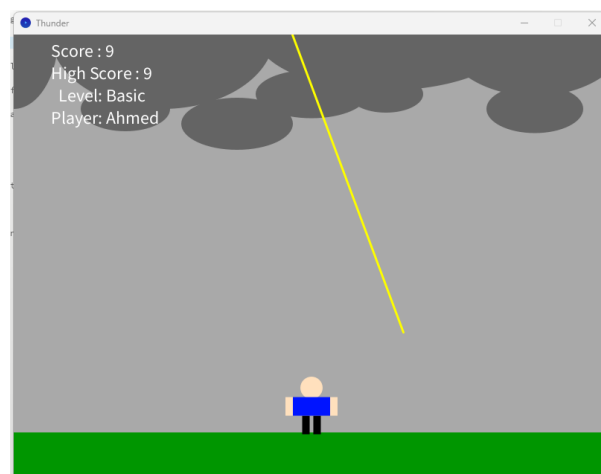 Thunder
Score : 9
High Score : 9
Level: Basic
Player: Ahmed